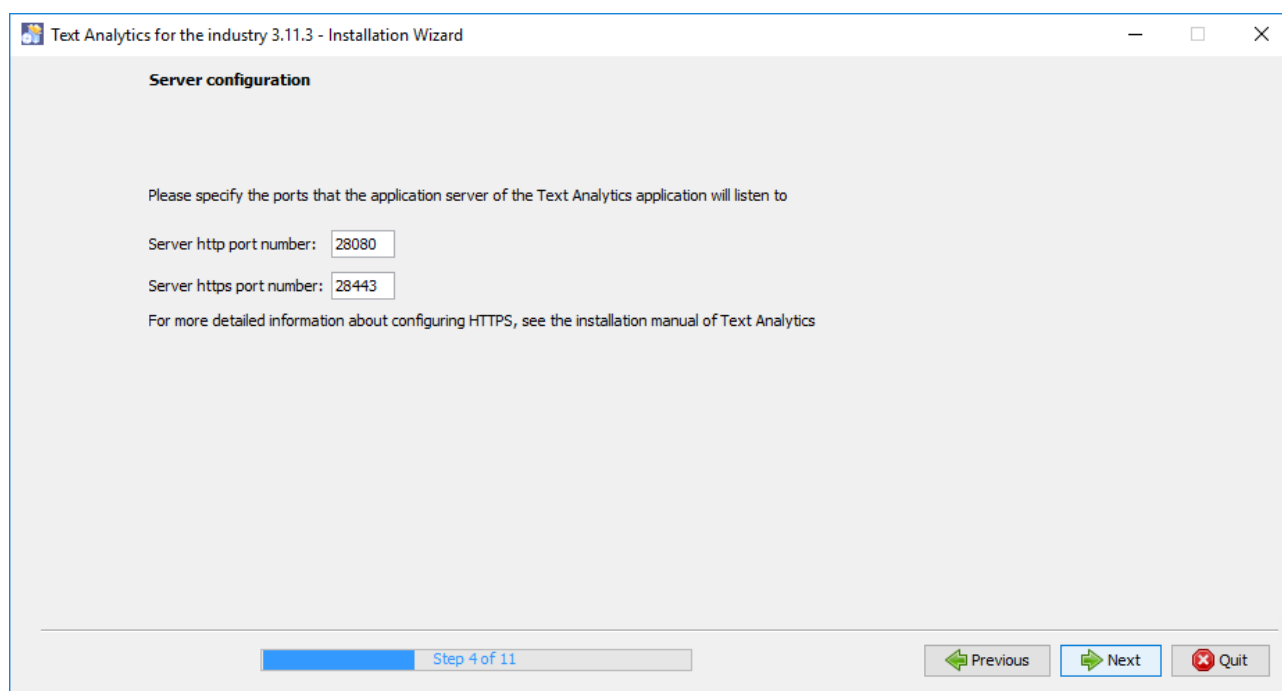 Text Analytics for the industry 3.11.3 - Installation Wizard
Server configuration
Please specify the ports that the application server of the Text Analytics application will listen to
Server http port number: 28080
Server https port number: 28443
For more detailed information about configuring HTTPS, see the installation manual of Text Analytics
Step 4 of 11 Previous Next Quit